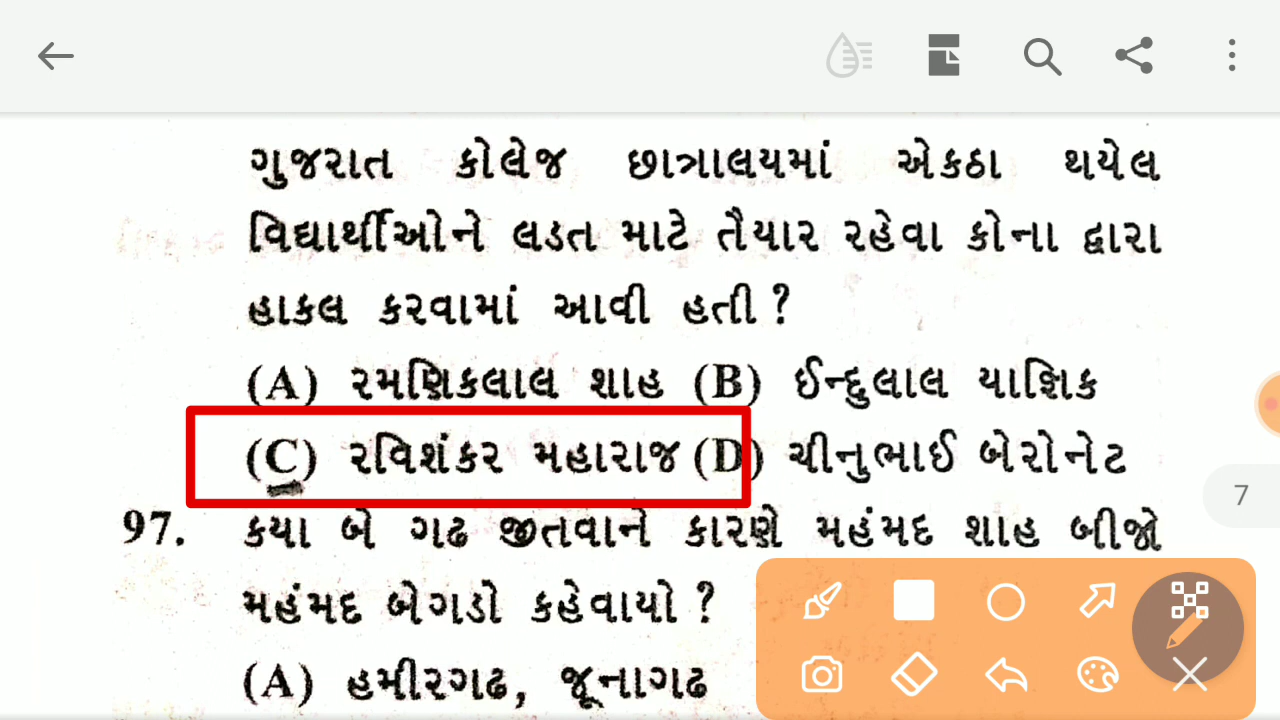 ગુજરાત કોલેજ છાત્રાલયમાં એકઠા થયેલ
વિદ્યાર્થીઓને લડત માટે તૈયાર રહેવા કોના દ્વારા
હાકલ કરવામાં આવી હતી ?
(A) રમણિકલાલ શાહ (B) ઈન્દુલાલ યાજ્ઞિક
(C) રવિશંકર મહારાજ (D) ચીનુભાઈ બેરોનેટ
7
97. કયા બે ગઢ જીતવાને કારણે મહંમદ શાહ બીજો
મહંમદ બેગડો કહેવાયો ?
(A) હમીરગઢ, જૂનાગઢ